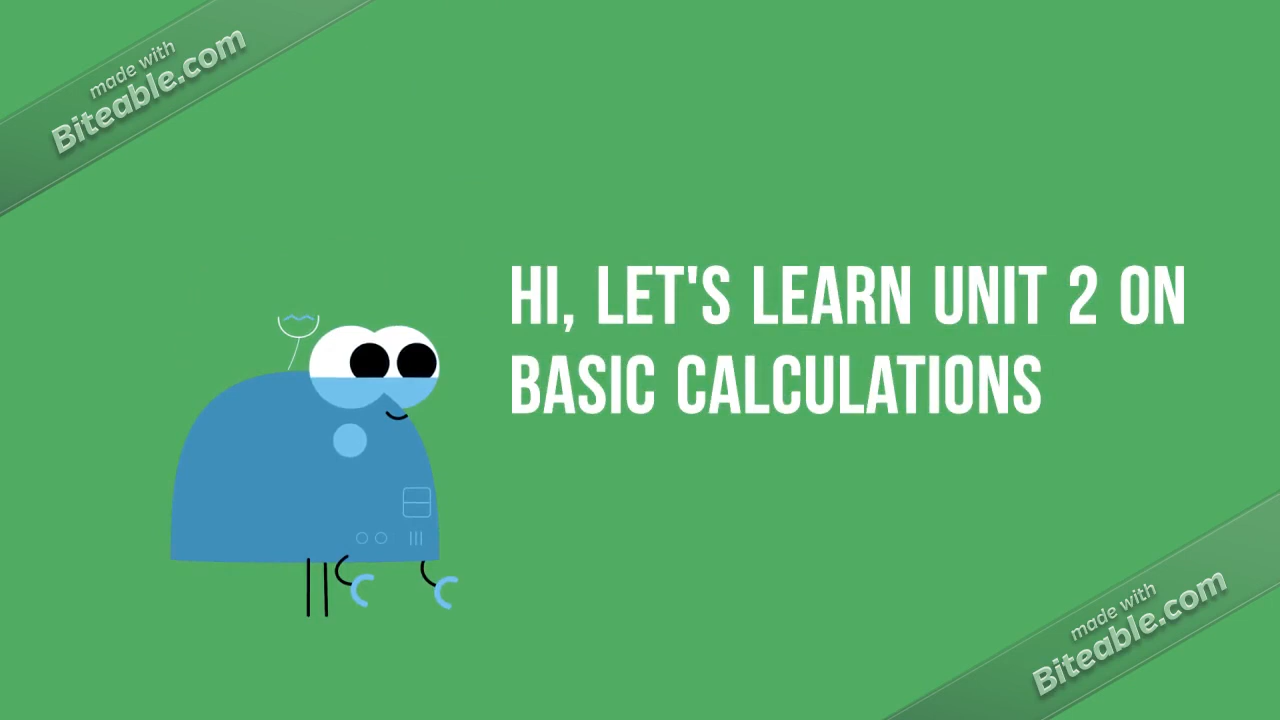 made with
Biteable.com
HI, LET'S LEARN UNIT 2 ON
BASIC CALCULATIONS
made with
Biteable.com